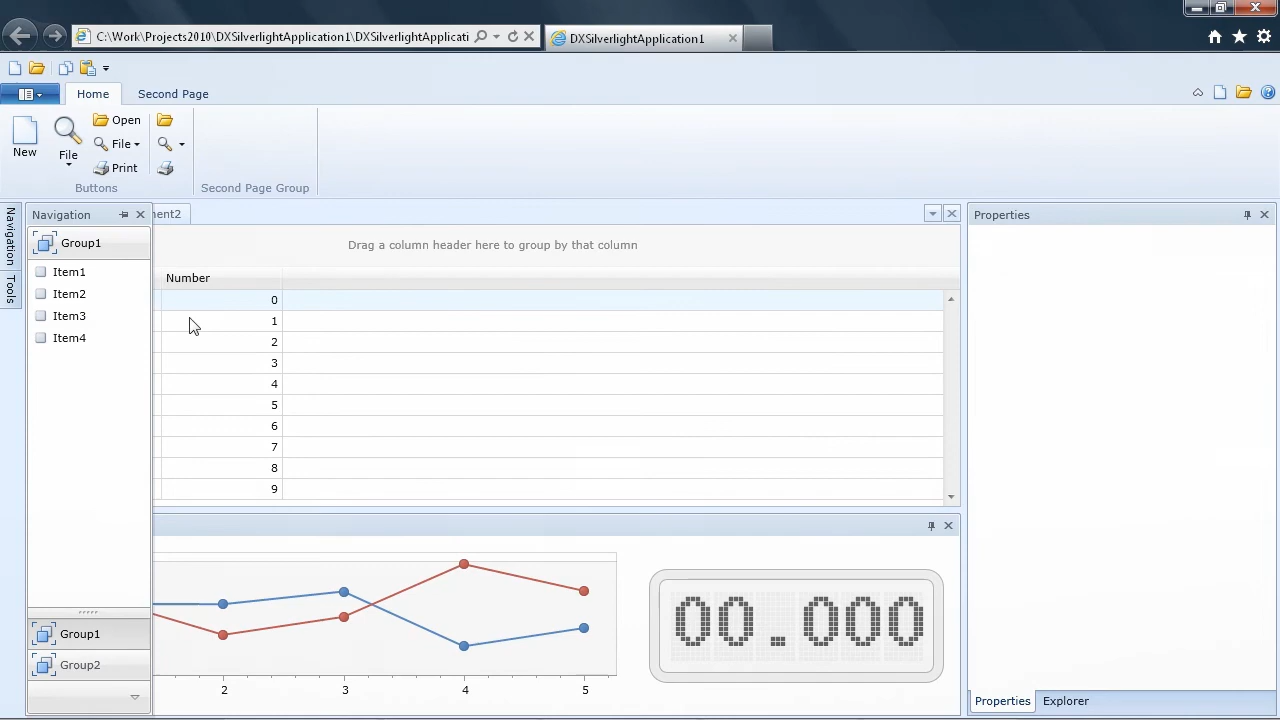 C:\Work\Projects2010\DXSilverlightApplication1\DXSilverlightApplicati
DXSilverlightApplication1
Home
Second Page
New
File
Open
File
Print
Buttons
Second Page Group
Navigation
Tools
Navigation
Group1
Item1
Item2
Item3
Item4
Group1
Group2
ent2
Drag a column header here to group by that column
Number
0
1
2
3
4
5
6
7
8
9
2
3
4
5
00.000
Properties
Properties
Explorer